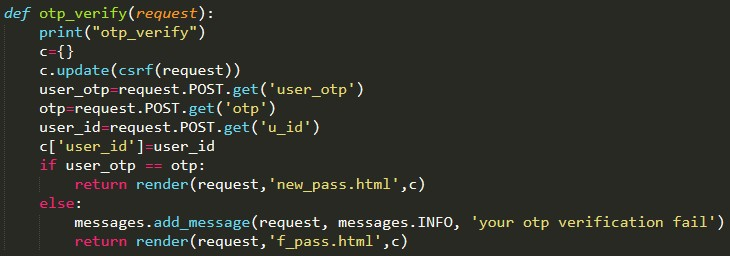 def otp_verify(request):
    print("otp_verify")
    c={}
    c.update(csrf(request))
    user_otp=request.POST.get('user_otp')
    otp=request.POST.get('otp')
    user_id=request.POST.get('u_id')
    c['user_id']=user_id
    if user_otp == otp:
        return render(request,'new_pass.html',c)
    else:
        messages.add_message(request, messages.INFO, 'your otp verification fail')
        return render(request,'f_pass.html',c)